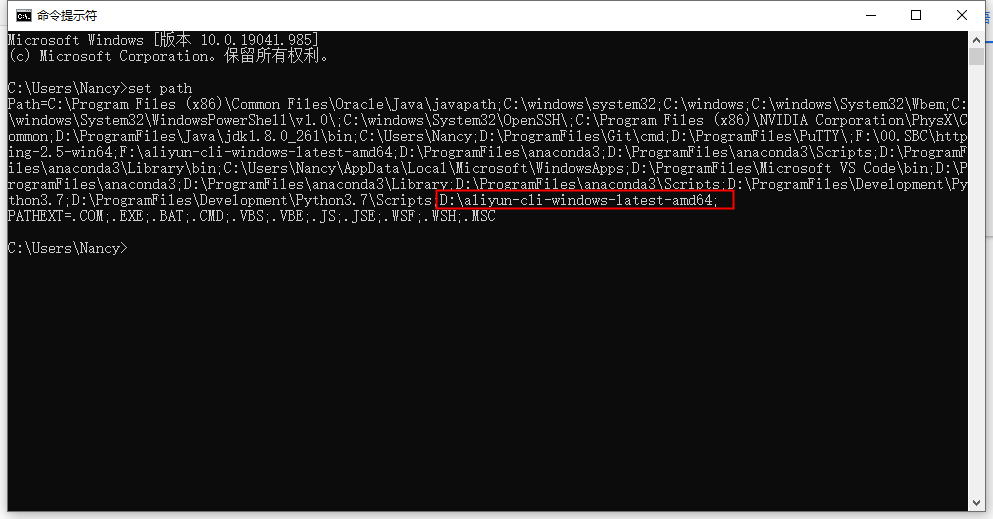 命令提示符
Microsoft Windows [版本 10.0.19041.985]
(c) Microsoft Corporation。保留所有权利。
C:\Users\Nancy>set path
Path=C:\Program Files (x86)\Common Files\Oracle\Java\javapath;C:\windows\system32;C:\windows;C:\windows\System32\Wbem;C:
\windows\System32\WindowsPowerShell\v1.0\;C:\windows\System32\OpenSSH\;C:\Program Files (x86)\NVIDIA Corporation\PhysX\C
ommon;D:\ProgramFiles\Java\jdk1.8.0_261\bin;C:\Users\Nancy;D:\ProgramFiles\Git\cmd;D:\ProgramFiles\PuTTY\;F:\00.SBC\http
ing-2.5-win64;F:\aliyun-cli-windows-latest-amd64;D:\ProgramFiles\anaconda3;D:\ProgramFiles\anaconda3\Scripts;D:\ProgramF
iles\anaconda3\Library\bin;C:\Users\Nancy\AppData\Local\Microsoft\WindowsApps;D:\ProgramFiles\Microsoft VS Code\bin;D:\P
rogramFiles\anaconda3;D:\ProgramFiles\anaconda3\Library;D:\ProgramFiles\anaconda3\Scripts;D:\ProgramFiles\Development\Py
thon3.7;D:\ProgramFiles\Development\Python3.7\Scripts;D:\aliyun-cli-windows-latest-amd64;
PATHEXT=.COM;.EXE;.BAT;.CMD;.VBS;.VBE;.JS;.JSE;.WSF;.WSH;.MSC
C:\Users\Nancy>